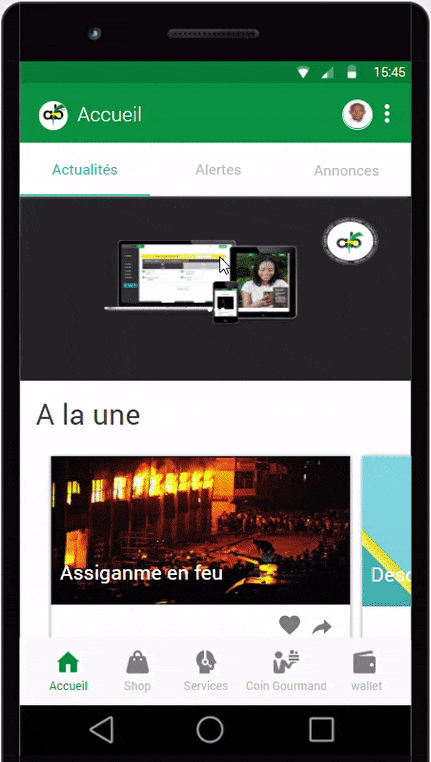 15:45
Accueil
Actualités
Alertes
Annonces
A la une
Assiganme en feu
Desc
Accueil
Shop
Services
Coin Gourmand
wallet